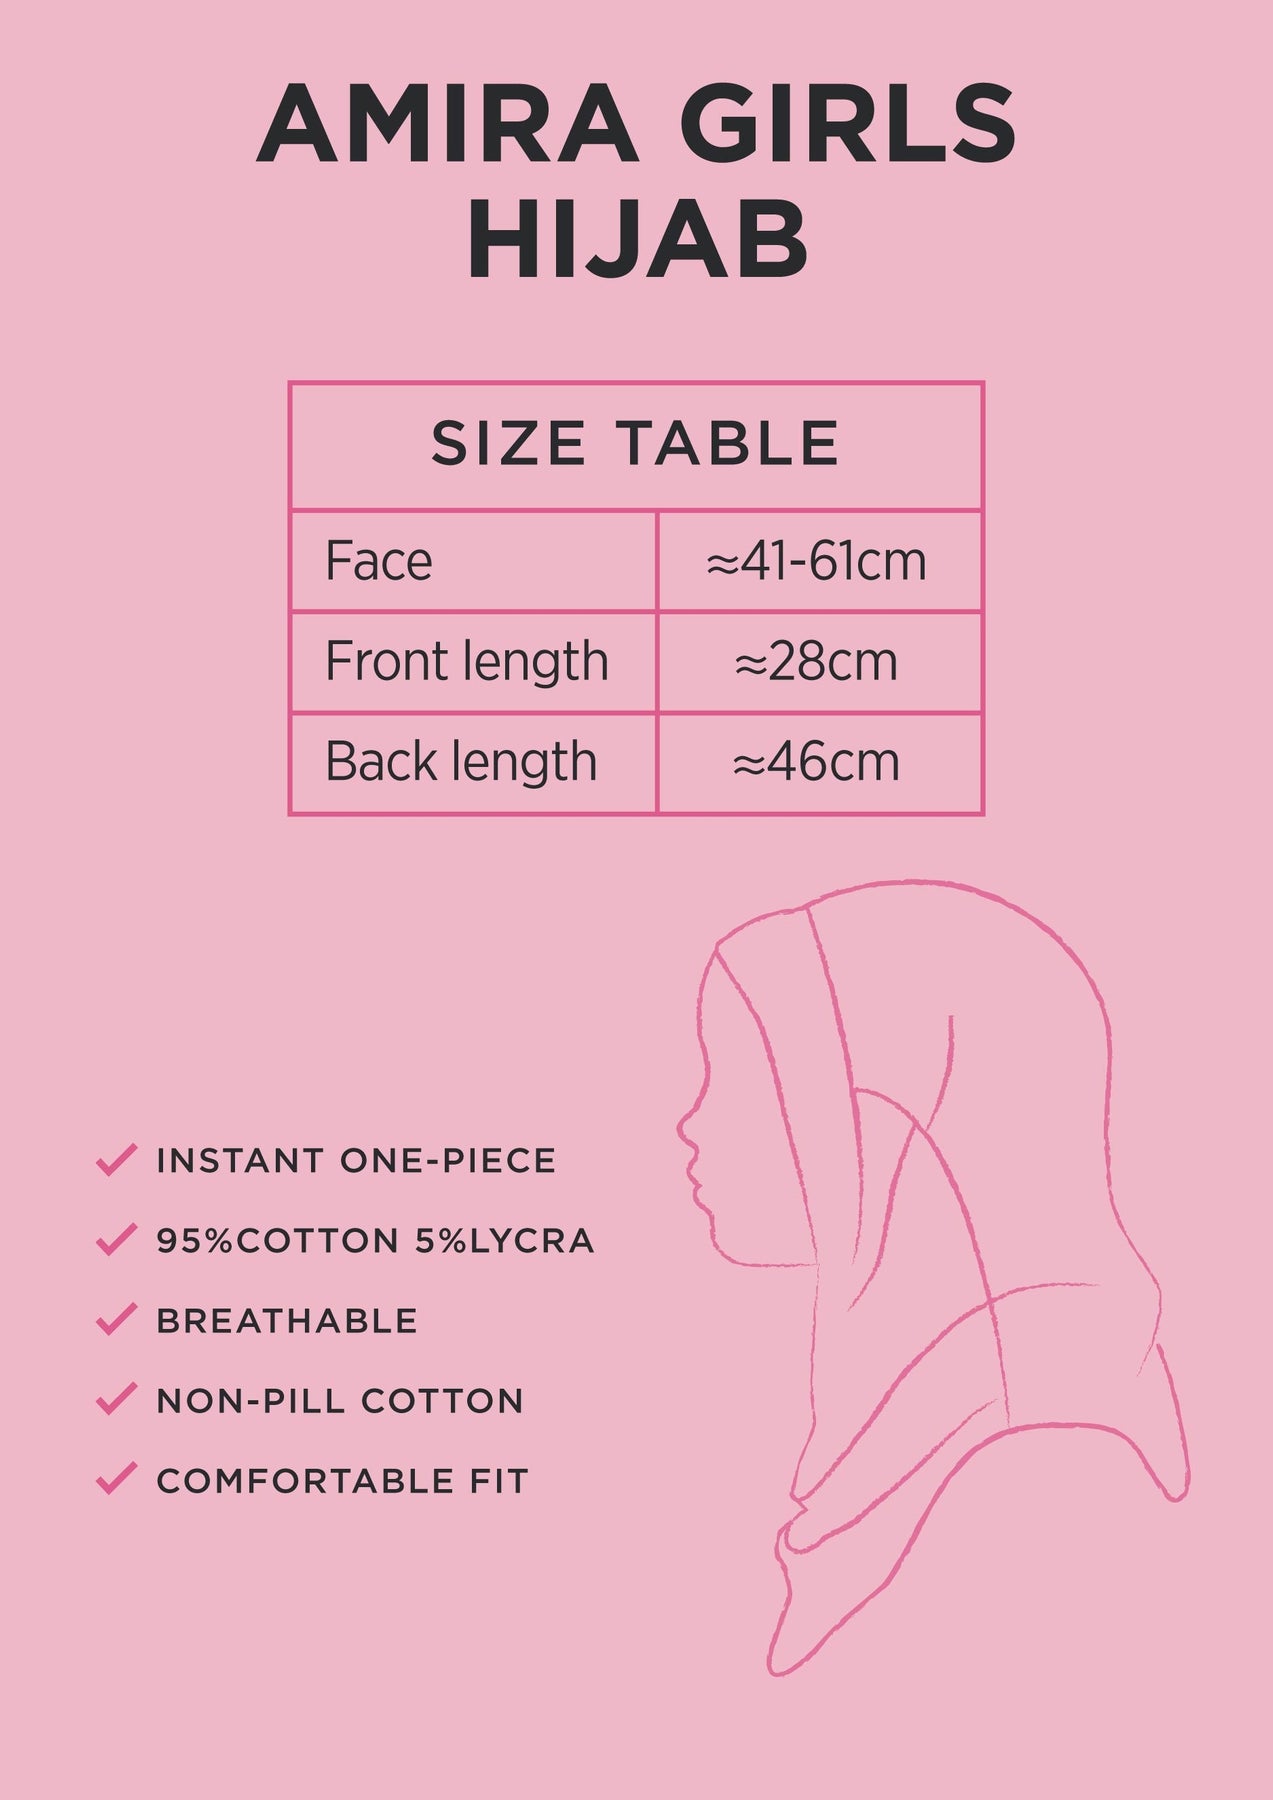 AMIRA GIRLS
HIJAB
SIZE TABLE
Face ≈41-61cm
Front length ≈28cm
Back length ≈46cm
INSTANT ONE-PIECE
95%COTTON 5%LYCRA
BREATHABLE
NON-PILL COTTON
COMFORTABLE FIT